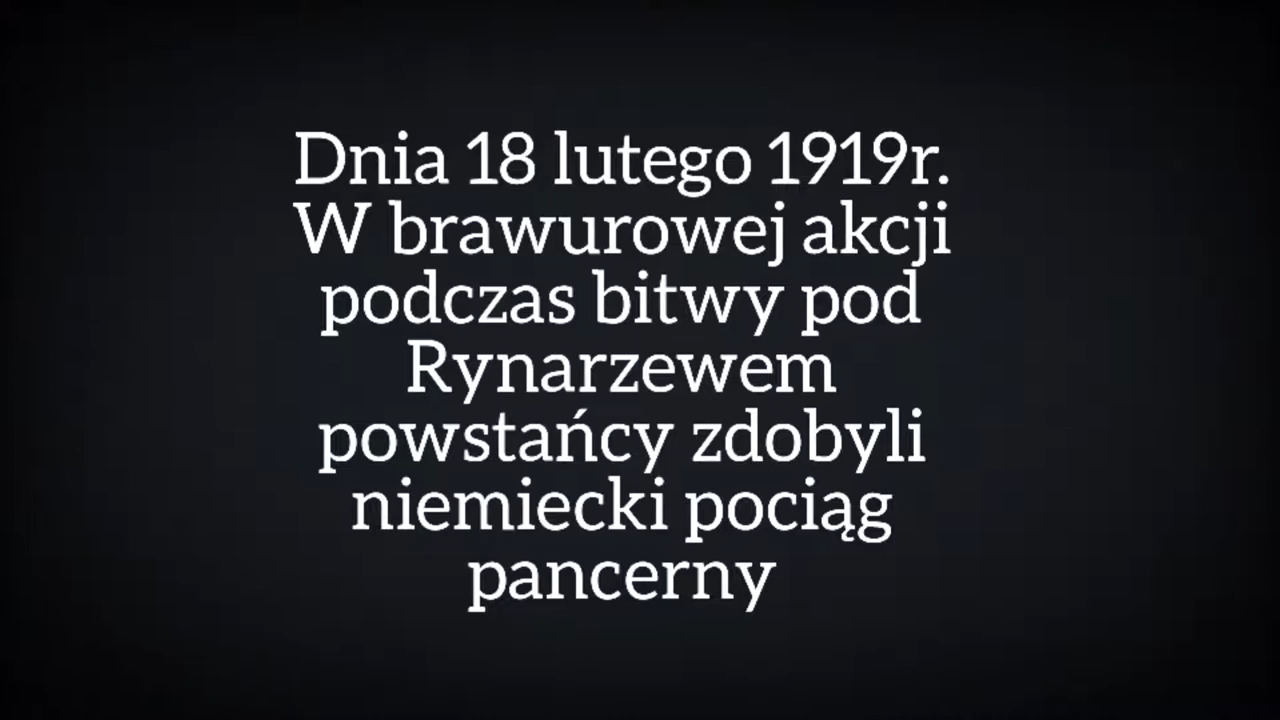 Dnia 18 lutego 1919r.
W brawurowej akcji
podczas bitwy pod
Rynarzewem
powstańcy zdobyli
niemiecki pociąg
pancerny